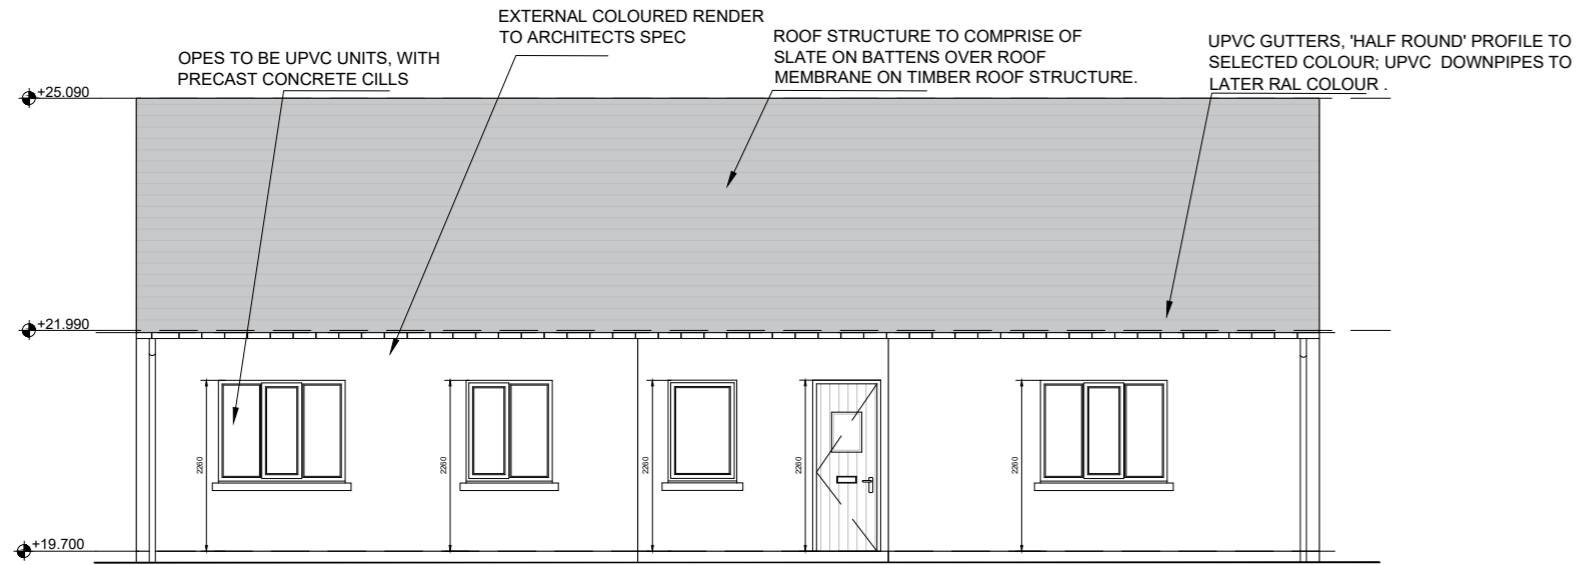 EXTERNAL COLOURED RENDER
TO ARCHITECTS SPEC
OPES TO BE UPVC UNITS, WITH
PRECAST CONCRETE CILLS
ROOF STRUCTURE TO COMPRISE OF
SLATE ON BATTENS OVER ROOF
MEMBRANE ON TIMBER ROOF STRUCTURE.
UPVC GUTTERS, 'HALF ROUND' PROFILE TO
SELECTED COLOUR; UPVC DOWNPIPES TO
LATER RAL COLOUR .
+25.090
+21.990
2260
2260
2260
2260
2260
+19.700